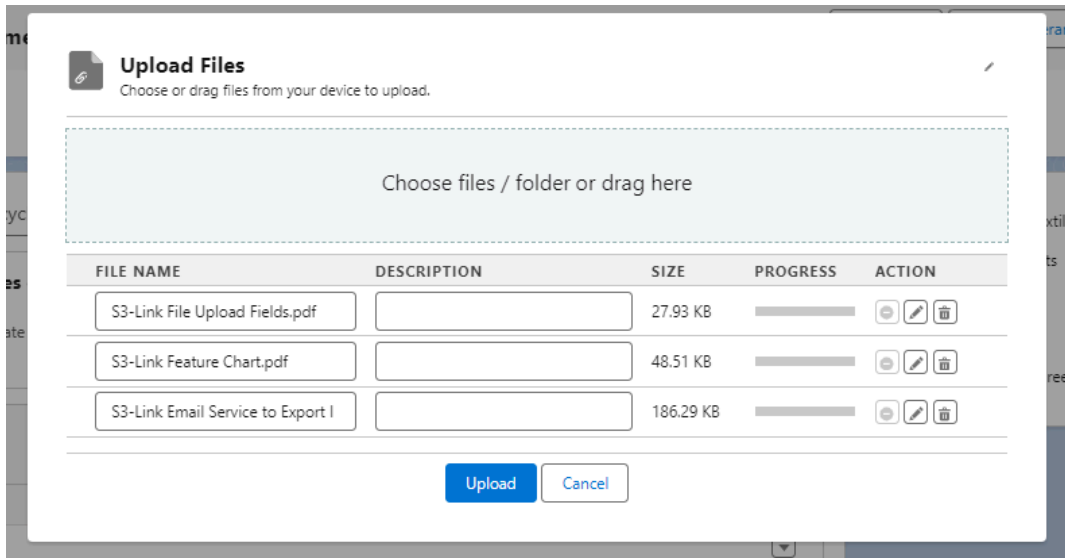 Upload Files
Choose or drag files from your device to upload.
Choose files / folder or drag here
FILE NAME DESCRIPTION SIZE PROGRESS ACTION
S3-Link File Upload Fields.pdf 27.93 KB
S3-Link Feature Chart.pdf 48.51 KB
S3-Link Email Service to Export I 186.29 KB
Upload Cancel